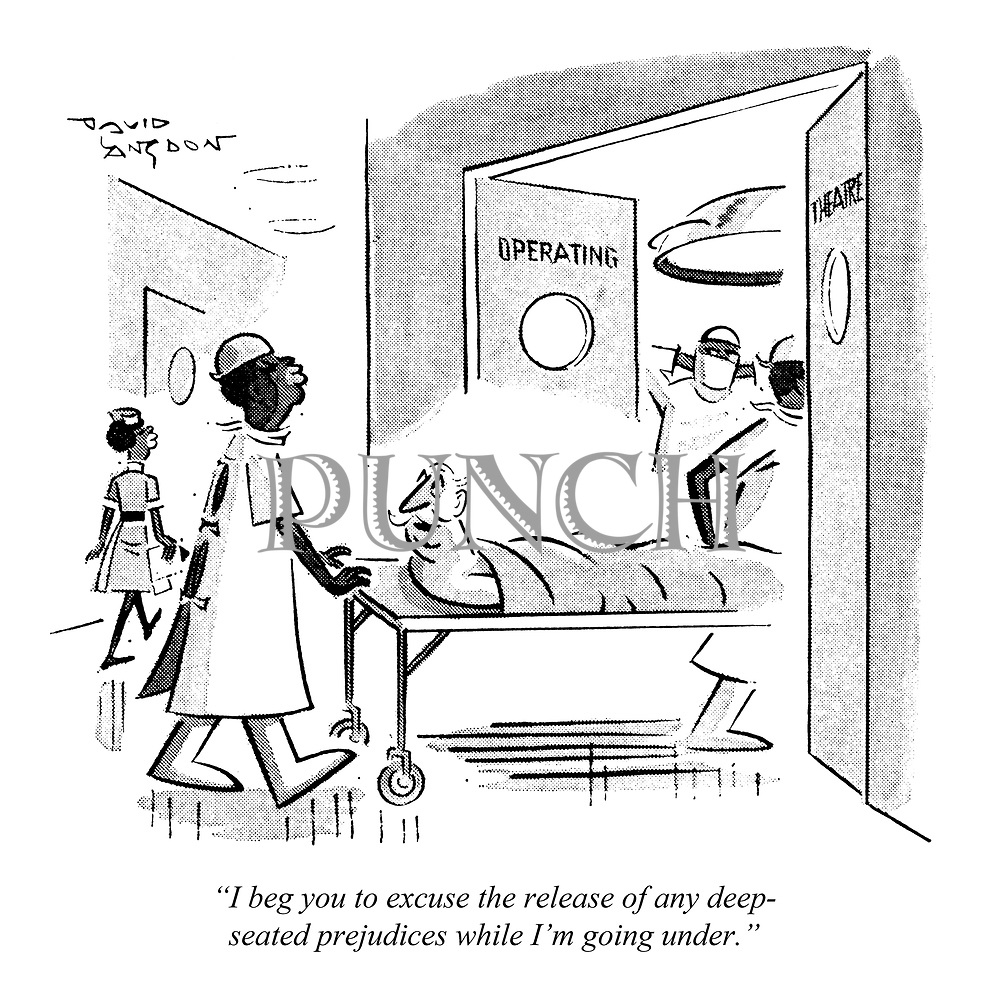 DAVID
LANGDON
OPERATING
THEATRE
PUNCH
“I beg you to excuse the release of any deep-
seated prejudices while I’m going under.”